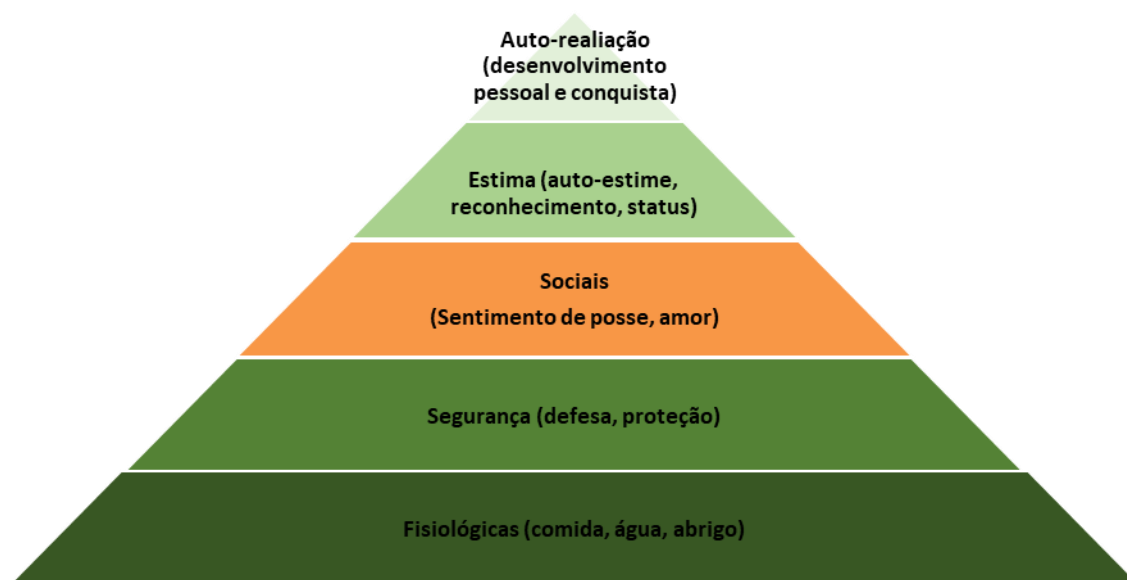 Auto-realiação
(desenvolvimento
pessoal e conquista)
Estima (auto-estime,
reconhecimento, status)
Sociais
(Sentimento de posse, amor)
Segurança (defesa, proteção)
Fisiológicas (comida, água, abrigo)